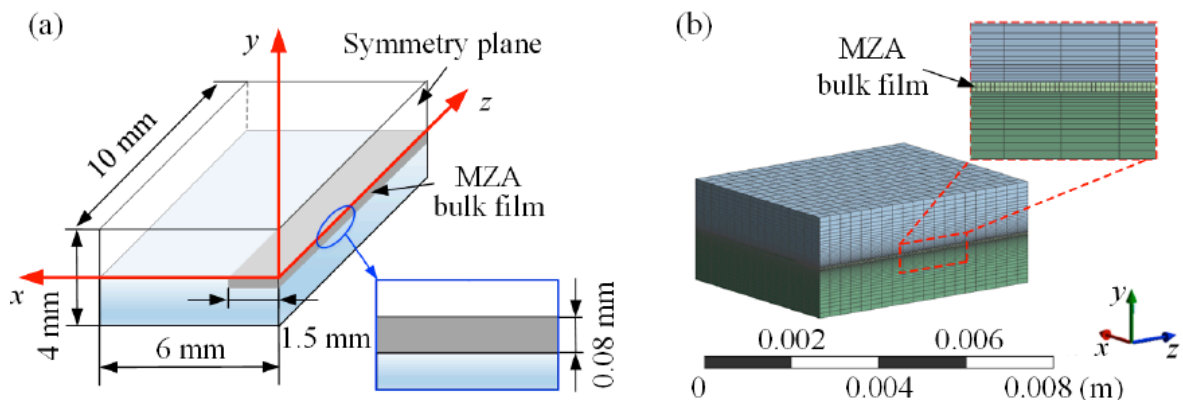 (a)
y
Symmetry plane
z
10 mm
MZA
bulk film
x
4 mm
1.5 mm
6 mm
0.08 mm
(b)
MZA
bulk film
y
x
z
0.002
0.006
0
0.004
0.008 (m)